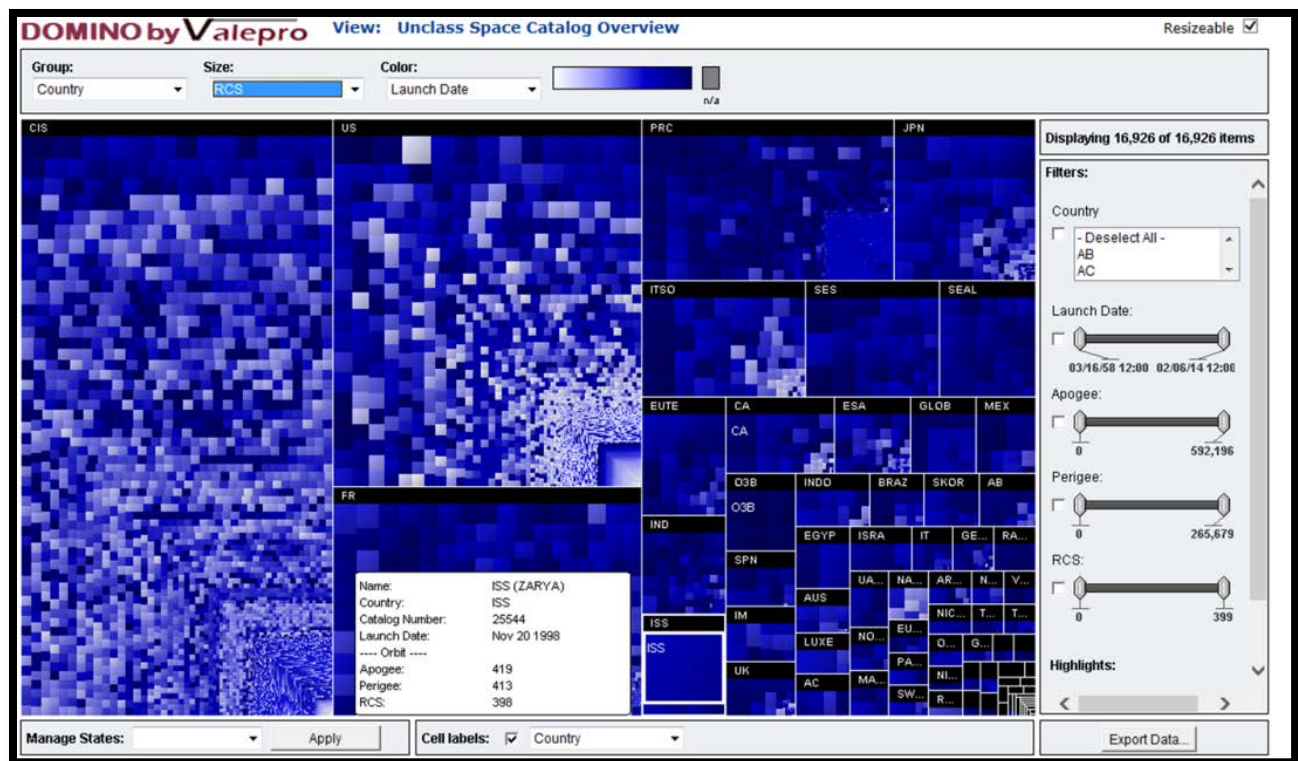 DOMINO by Valepro View: Unclass Space Catalog Overview Resizeable
Group: Size: Color:
Country RCS Launch Date
n/a
CIS US PRC JPN
Displaying 16,926 of 16,926 items
Filters:
Country
- Deselect All -
AB
AC
ITSO SES SEAL
Launch Date:
03/16/58 12:00 02/06/14 12:00
EUTE CA ESA GLOB MEX
CA
Apogee:
0 592,196
O3B INDO BRAZ SKOR AB
O3B
Perigee:
0 265,679
FR
IND
EGYP ISRA IT GE... RA...
SPN
RCS:
0 399
UA... NA... AR... N... V...
AUS
IM
NIC... T... T...
ISS
ISS
EU...
LUXE NO... O... G...
UK
PA...
AC MA... NI...
SW... R...
Name: ISS (ZARYA)
Country: ISS
Catalog Number: 25544
Launch Date: Nov 20 1998
---- Orbit ----
Apogee: 419
Perigee: 413
RCS: 398
Highlights:
Manage States: Apply Cell labels: Country Export Data...